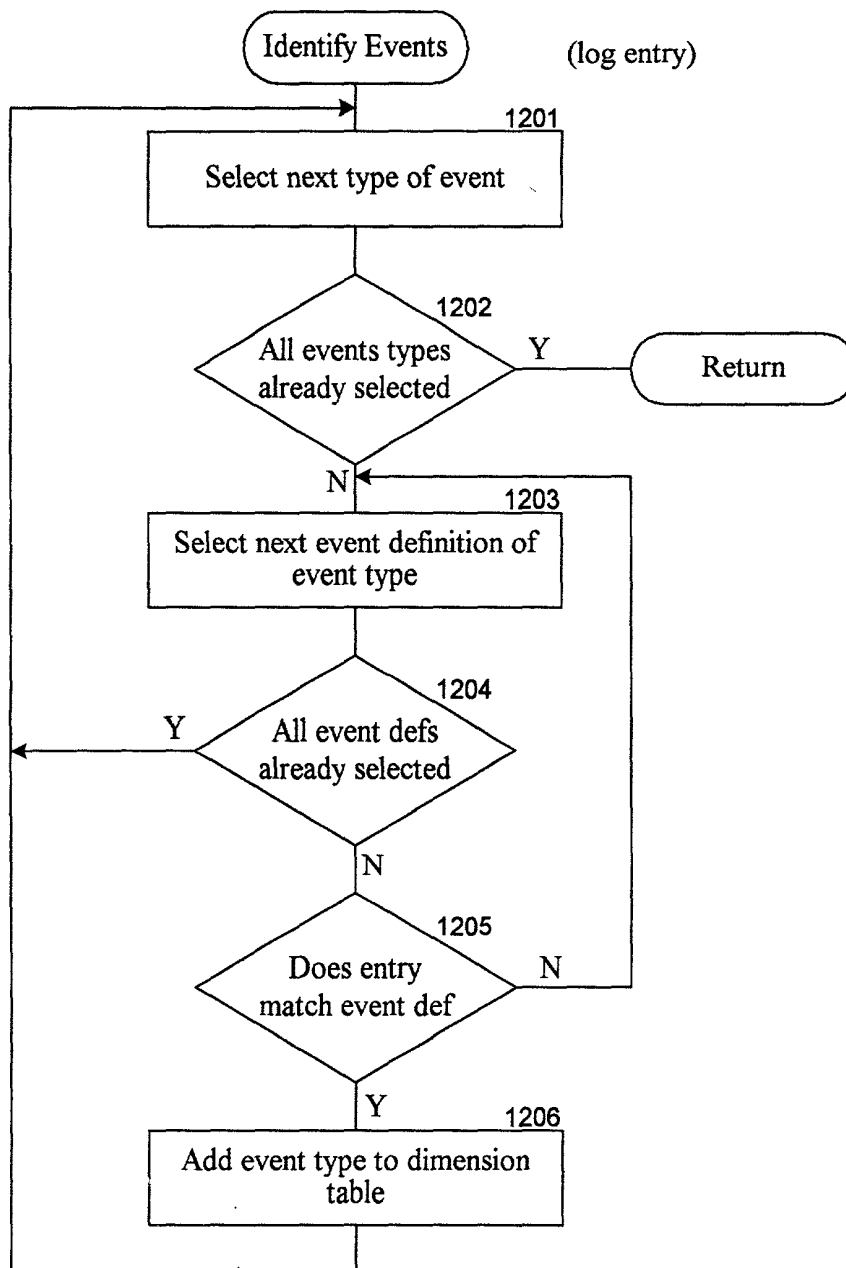 Identify Events
(log entry)
1201
Select next type of event
1202
All events types
already selected
Y
Return
N
1203
Select next event definition of
event type
1204
Y
All event defs
already selected
N
1205
Does entry
match event def
N
Y
1206
Add event type to dimension
table